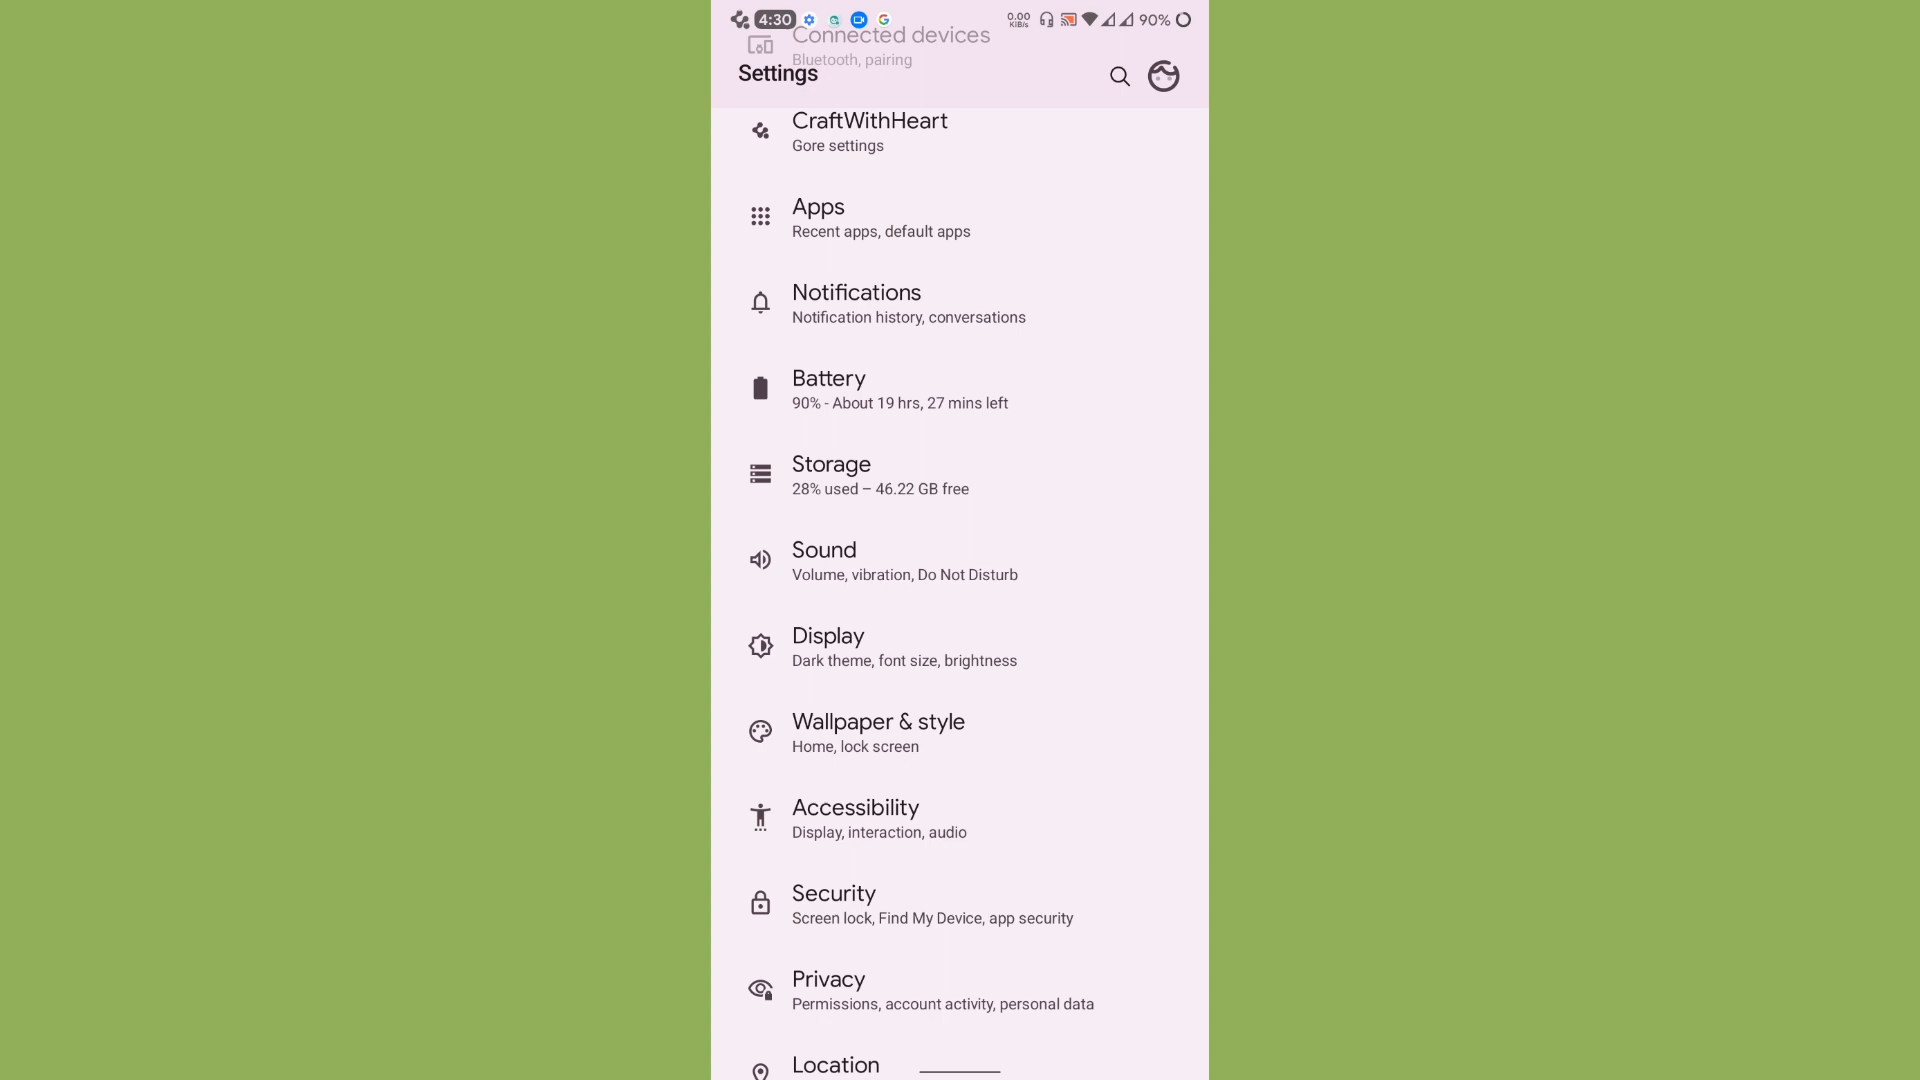 4:30
0.00
KiB/s
90%
Connected devices
Bluetooth, pairing
Settings
CraftWithHeart
Gore settings
Apps
Recent apps, default apps
Notifications
Notification history, conversations
Battery
90% - About 19 hrs, 27 mins left
Storage
28% used – 46.22 GB free
Sound
Volume, vibration, Do Not Disturb
Display
Dark theme, font size, brightness
Wallpaper & style
Home, lock screen
Accessibility
Display, interaction, audio
Security
Screen lock, Find My Device, app security
Privacy
Permissions, account activity, personal data
Location